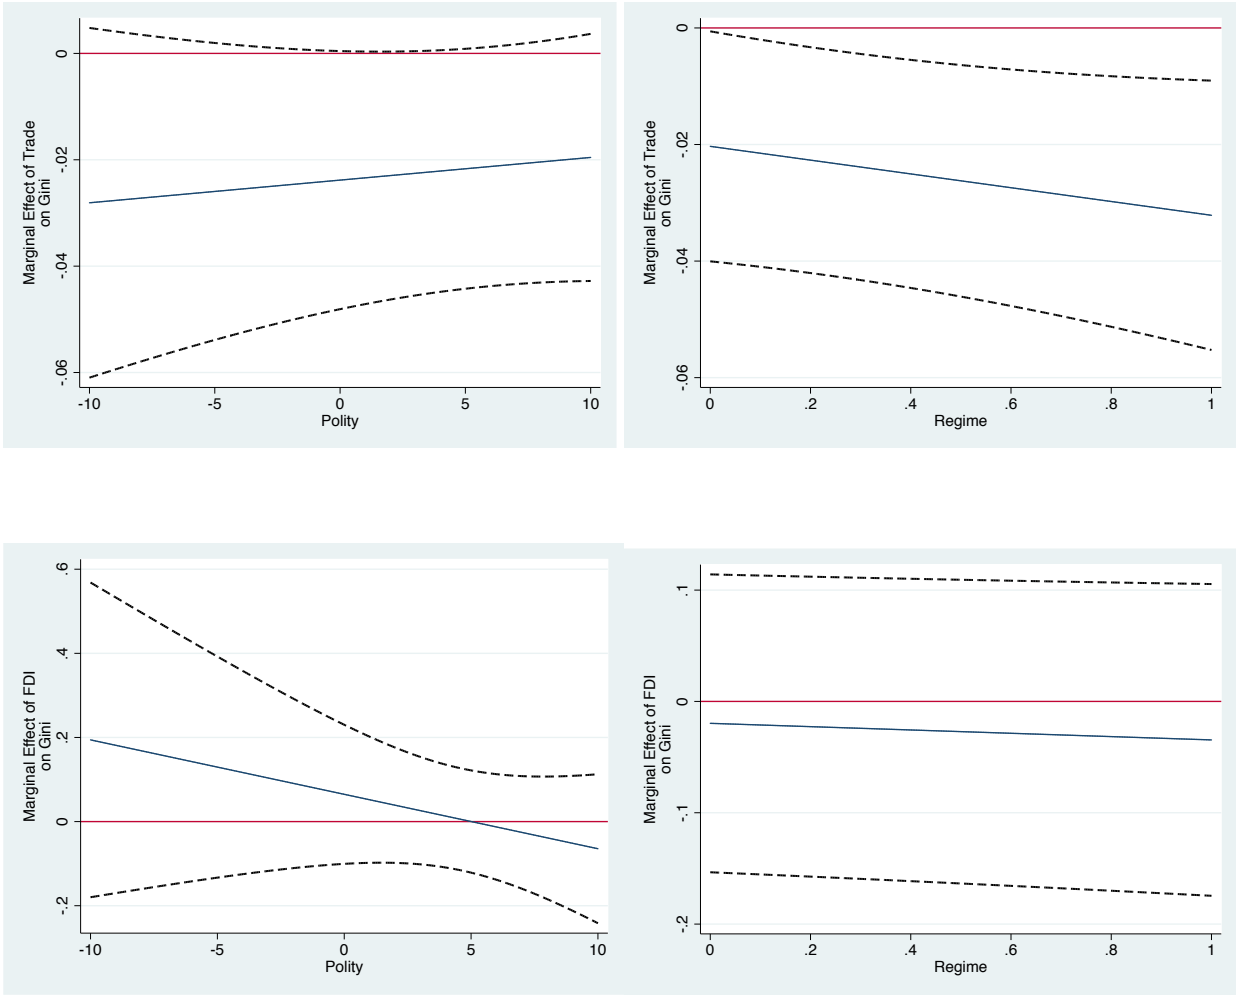 Marginal Effect of Trade
on Gini
0
-.02
-.04
-.06
-10 -5 0 5 10
Polity
Marginal Effect of Trade
on Gini
0
-.02
-.04
-.06
0 .2 .4 .6 .8 1
Regime
Marginal Effect of FDI
on Gini
.6
.4
.2
0
-.2
-10 -5 0 5 10
Polity
Marginal Effect of FDI
on Gini
.1
0
-.1
-.2
0 .2 .4 .6 .8 1
Regime